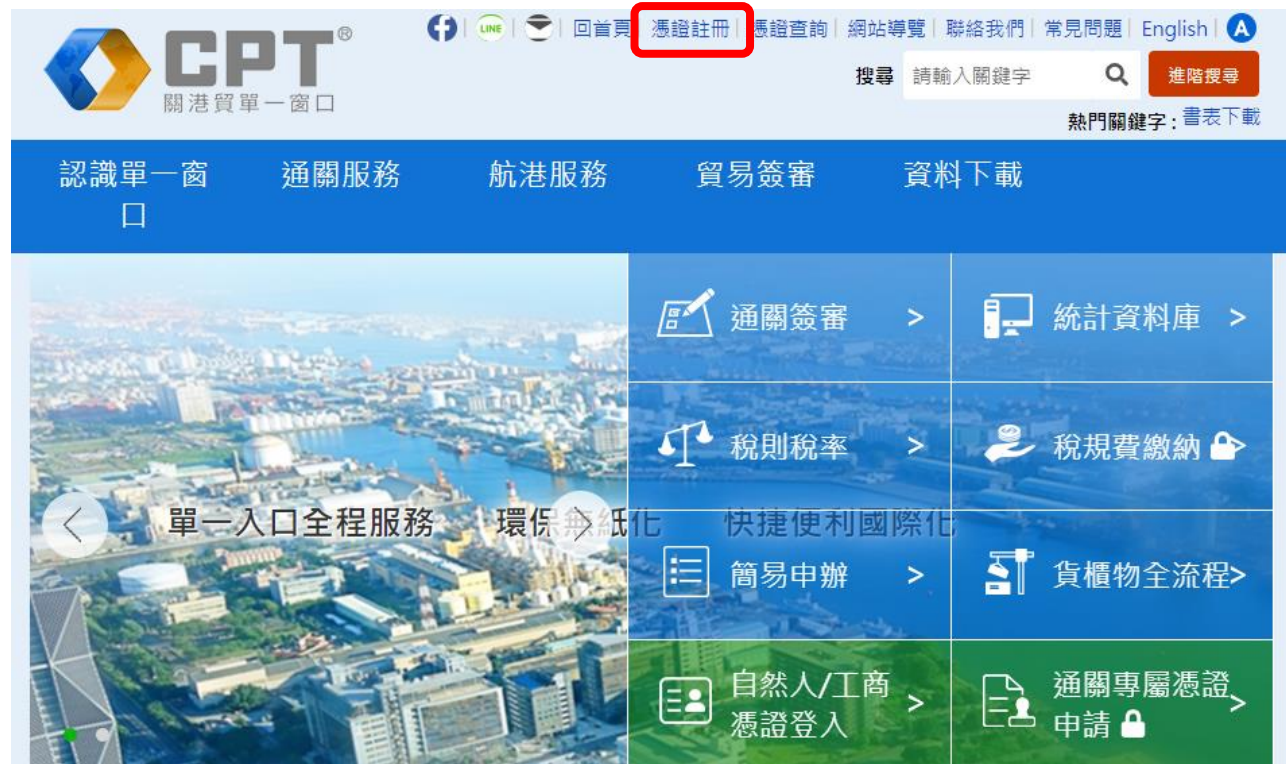 CPT®
關港貿單一窗口
LINE | 回首頁 | 憑證註冊 | 憑證查詢 | 網站導覽 | 聯絡我們 | 常見問題 | English | A
搜尋 請輸入關鍵字 進階搜尋
熱門關鍵字 : 書表下載
認識單一窗口 通關服務 航港服務 貿易簽審 資料下載
單一入口全程服務 環保無紙化 快捷便利國際化
通關簽審 >
統計資料庫 >
稅則稅率 >
稅規費繳納 >
簡易申辦 >
貨櫃物全流程>
自然人/工商
憑證登入 >
通關專屬憑證
申請 >